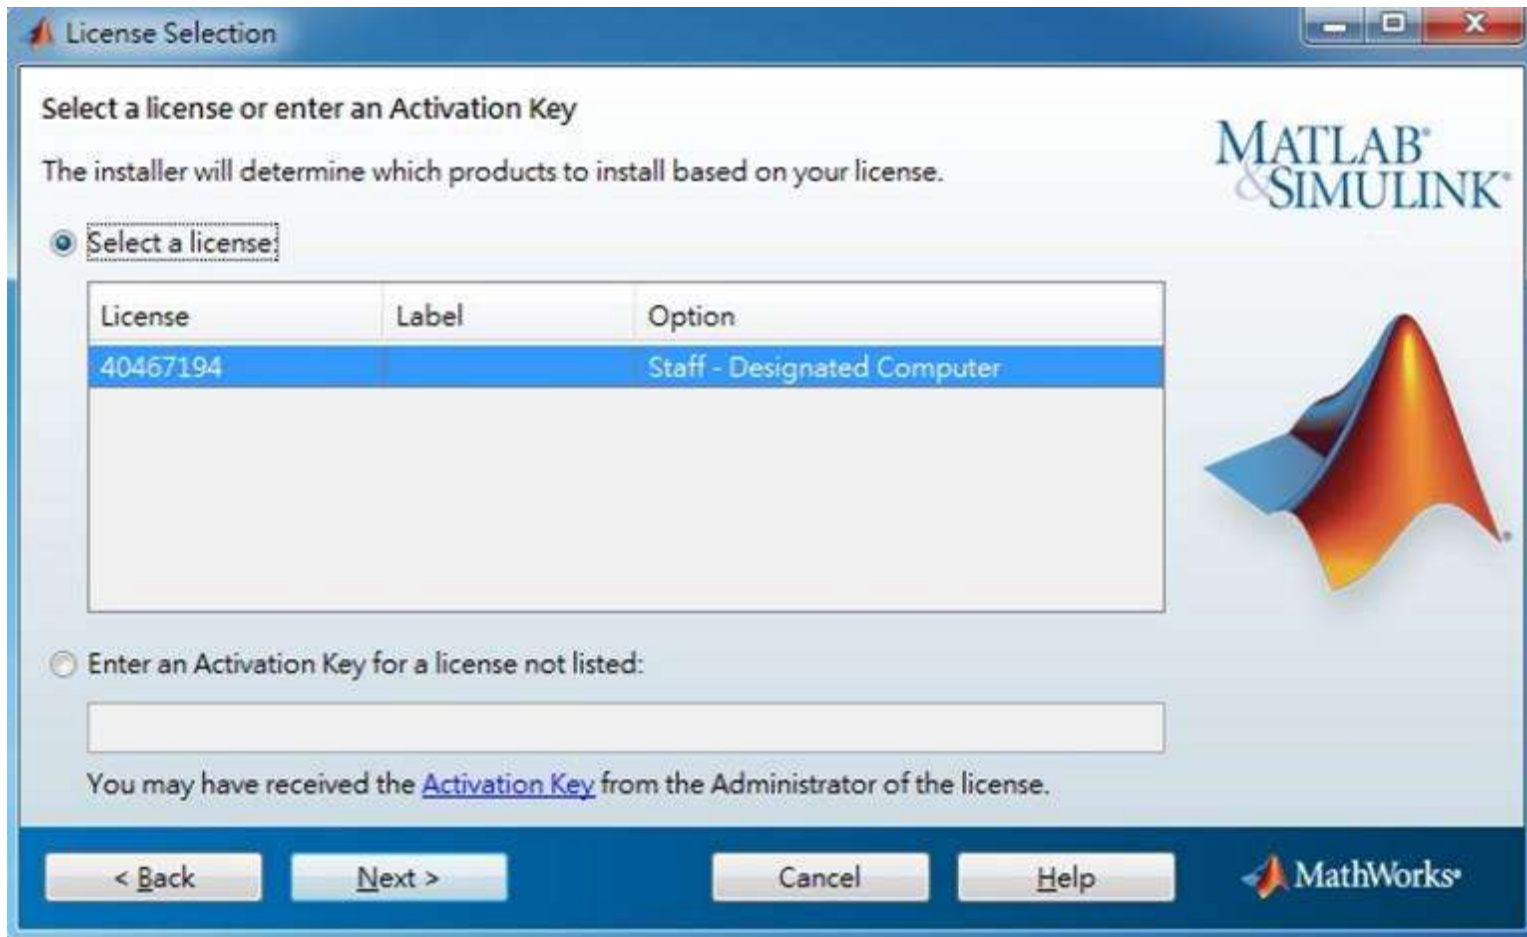 License Selection
Select a license or enter an Activation Key
The installer will determine which products to install based on your license.
MATLAB®
&SIMULINK®
Select a license:
License Label Option
40467194 Staff - Designated Computer
Enter an Activation Key for a license not listed:
You may have received the Activation Key from the Administrator of the license.
< Back Next > Cancel Help MathWorks®